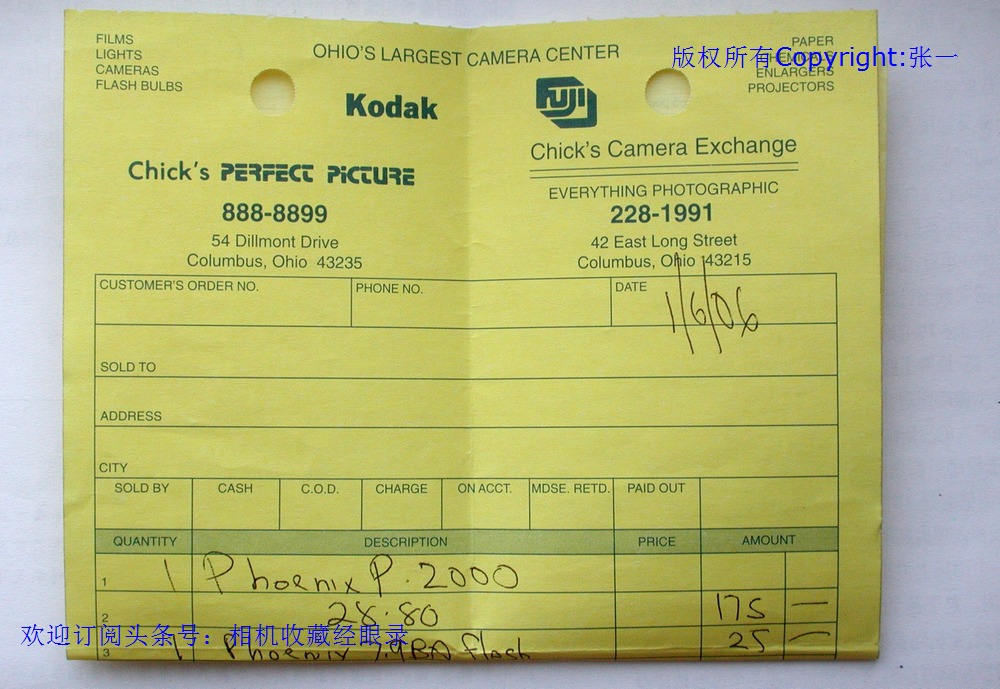 FILMS
LIGHTS
CAMERAS
FLASH BULBS
OHIO'S LARGEST CAMERA CENTER
版权所有Copyright:张一
PAPER
ENLARGERS
PROJECTORS
Kodak
FUJI
Chick's PERFECT PiCTURE
888-8899
54 Dillmont Drive
Columbus, Ohio 43235
Chick's Camera Exchange
EVERYTHING PHOTOGRAPHIC
228-1991
42 East Long Street
Columbus, Ohio 43215
CUSTOMER'S ORDER NO. PHONE NO. DATE 1/6/06
SOLD TO
ADDRESS
CITY
SOLD BY CASH C.O.D. CHARGE ON ACCT. MDSE. RETD. PAID OUT
QUANTITY DESCRIPTION PRICE AMOUNT
1 1 Phoenix P.2000
2 28·80 175 —
欢迎订阅头条号：相机收藏经眼录
3 1 Phoenix flash 25 —